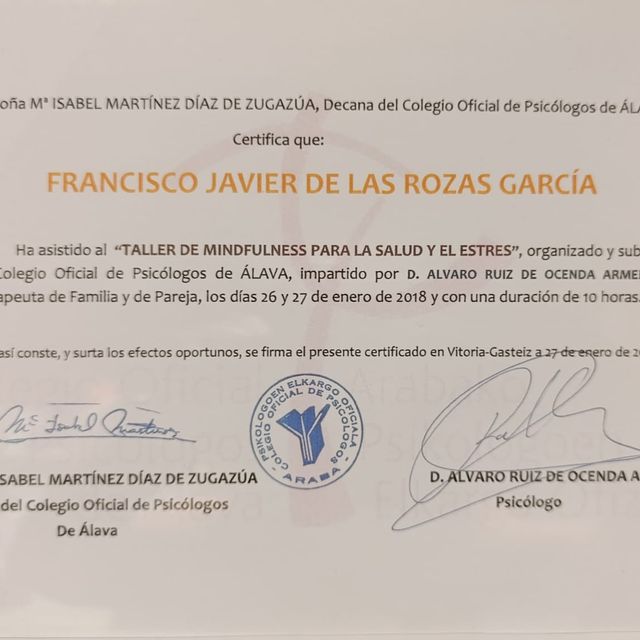 oña Mª ISABEL MARTÍNEZ DÍAZ DE ZUGAZÚA, Decana del Colegio Oficial de Psicólogos de ÁLA
Certifica que:
FRANCISCO JAVIER DE LAS ROZAS GARCÍA
Ha asistido al “TALLER DE MINDFULNESS PARA LA SALUD Y EL ESTRES”, organizado y sub
Colegio Oficial de Psicólogos de ÁLAVA, impartido por D. ALVARO RUIZ DE OCENDA ARME
apeuta de Familia y de Pareja, los días 26 y 27 de enero de 2018 y con una duración de 10 horas.
así conste, y surta los efectos oportunos, se firma el presente certificado en Vitoria-Gasteiz a 27 de enero de 20
Mª Isabel Martínez
PSIKOLOGOEN ELKARGO OFIZIALA
COLEGIO OFICIAL DE PSICOLOGOS
ARABA
ISABEL MARTÍNEZ DÍAZ DE ZUGAZÚA
del Colegio Oficial de Psicólogos
De Álava
D. ALVARO RUIZ DE OCENDA A
Psicólogo